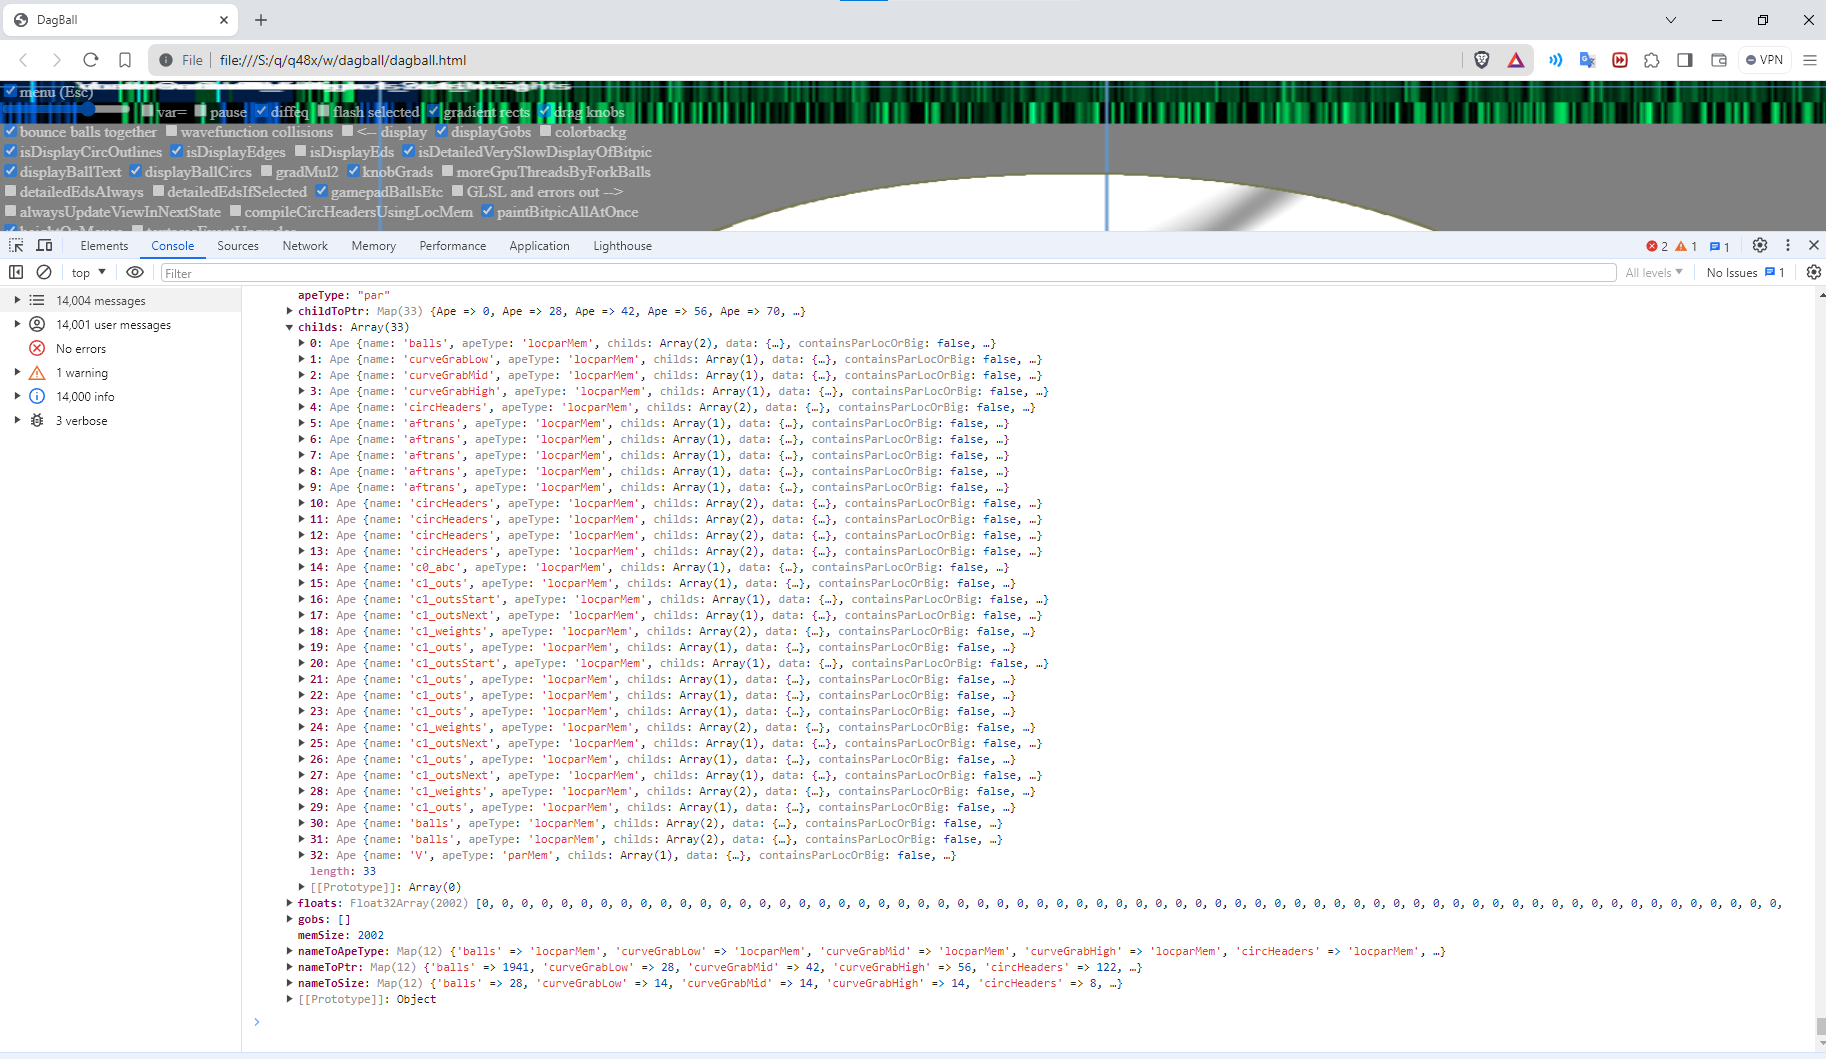 DagBall
File file:///S:/q/q48x/w/dagball/dagball.html VPN
menu (Esc)
var= pause diffeq flash selected gradient rects drag knobs
bounce balls together wavefunction collisions <-- display displayGobs colorbackg
isDisplayCircOutlines isDisplayEdges isDisplayEds isDetailedVerySlowDisplayOfBitpic
displayBallText displayBallCircs gradMul2 knobGrads moreGpuThreadsByForkBalls
detailedEdsAlways detailedEdsIfSelected gamepadBallsEtc GLSL and errors out -->
alwaysUpdateViewInNextState compileCircHeadersUsingLocMem paintBitpicAllAtOnce
Elements Console Sources Network Memory Performance Application Lighthouse 2 1 1
top Filter All levels No Issues 1
14,004 messages
14,001 user messages
No errors
1 warning
14,000 info
3 verbose
apeType: "par"
childToPtr: Map(33) {Ape => 0, Ape => 28, Ape => 42, Ape => 56, Ape => 70, …}
childs: Array(33)
0: Ape {name: 'balls', apeType: 'locparMem', childs: Array(2), data: {…}, containsParLocOrBig: false, …}
1: Ape {name: 'curveGrabLow', apeType: 'locparMem', childs: Array(1), data: {…}, containsParLocOrBig: false, …}
2: Ape {name: 'curveGrabMid', apeType: 'locparMem', childs: Array(1), data: {…}, containsParLocOrBig: false, …}
3: Ape {name: 'curveGrabHigh', apeType: 'locparMem', childs: Array(1), data: {…}, containsParLocOrBig: false, …}
4: Ape {name: 'circHeaders', apeType: 'locparMem', childs: Array(2), data: {…}, containsParLocOrBig: false, …}
5: Ape {name: 'aftrans', apeType: 'locparMem', childs: Array(1), data: {…}, containsParLocOrBig: false, …}
6: Ape {name: 'aftrans', apeType: 'locparMem', childs: Array(1), data: {…}, containsParLocOrBig: false, …}
7: Ape {name: 'aftrans', apeType: 'locparMem', childs: Array(1), data: {…}, containsParLocOrBig: false, …}
8: Ape {name: 'aftrans', apeType: 'locparMem', childs: Array(1), data: {…}, containsParLocOrBig: false, …}
9: Ape {name: 'aftrans', apeType: 'locparMem', childs: Array(1), data: {…}, containsParLocOrBig: false, …}
10: Ape {name: 'circHeaders', apeType: 'locparMem', childs: Array(2), data: {…}, containsParLocOrBig: false, …}
11: Ape {name: 'circHeaders', apeType: 'locparMem', childs: Array(2), data: {…}, containsParLocOrBig: false, …}
12: Ape {name: 'circHeaders', apeType: 'locparMem', childs: Array(2), data: {…}, containsParLocOrBig: false, …}
13: Ape {name: 'circHeaders', apeType: 'locparMem', childs: Array(2), data: {…}, containsParLocOrBig: false, …}
14: Ape {name: 'c0_abc', apeType: 'locparMem', childs: Array(1), data: {…}, containsParLocOrBig: false, …}
15: Ape {name: 'c1_outs', apeType: 'locparMem', childs: Array(1), data: {…}, containsParLocOrBig: false, …}
16: Ape {name: 'c1_outsStart', apeType: 'locparMem', childs: Array(1), data: {…}, containsParLocOrBig: false, …}
17: Ape {name: 'c1_outsNext', apeType: 'locparMem', childs: Array(1), data: {…}, containsParLocOrBig: false, …}
18: Ape {name: 'c1_weights', apeType: 'locparMem', childs: Array(2), data: {…}, containsParLocOrBig: false, …}
19: Ape {name: 'c1_outs', apeType: 'locparMem', childs: Array(1), data: {…}, containsParLocOrBig: false, …}
20: Ape {name: 'c1_outsStart', apeType: 'locparMem', childs: Array(1), data: {…}, containsParLocOrBig: false, …}
21: Ape {name: 'c1_outs', apeType: 'locparMem', childs: Array(1), data: {…}, containsParLocOrBig: false, …}
22: Ape {name: 'c1_outs', apeType: 'locparMem', childs: Array(1), data: {…}, containsParLocOrBig: false, …}
23: Ape {name: 'c1_outs', apeType: 'locparMem', childs: Array(1), data: {…}, containsParLocOrBig: false, …}
24: Ape {name: 'c1_weights', apeType: 'locparMem', childs: Array(2), data: {…}, containsParLocOrBig: false, …}
25: Ape {name: 'c1_outsNext', apeType: 'locparMem', childs: Array(1), data: {…}, containsParLocOrBig: false, …}
26: Ape {name: 'c1_outs', apeType: 'locparMem', childs: Array(1), data: {…}, containsParLocOrBig: false, …}
27: Ape {name: 'c1_outsNext', apeType: 'locparMem', childs: Array(1), data: {…}, containsParLocOrBig: false, …}
28: Ape {name: 'c1_weights', apeType: 'locparMem', childs: Array(2), data: {…}, containsParLocOrBig: false, …}
29: Ape {name: 'c1_outs', apeType: 'locparMem', childs: Array(1), data: {…}, containsParLocOrBig: false, …}
30: Ape {name: 'balls', apeType: 'locparMem', childs: Array(2), data: {…}, containsParLocOrBig: false, …}
31: Ape {name: 'balls', apeType: 'locparMem', childs: Array(2), data: {…}, containsParLocOrBig: false, …}
32: Ape {name: 'V', apeType: 'parMem', childs: Array(1), data: {…}, containsParLocOrBig: false, …}
length: 33
[[Prototype]]: Array(0)
floats: Float32Array(2002) [0, 0, 0, 0, 0, 0, 0, 0, 0, 0, 0, 0, 0, 0, 0, 0, 0, 0, 0, 0, 0, 0, 0, 0, 0, 0, 0, 0, 0, 0, 0, 0, 0, 0, 0, 0, 0, 0, 0, 0, 0, 0, 0, 0, 0, 0, 0, 0, 0, 0, 0, 0, 0, 0, 0, 0, 0, 0, 0, 0, 0, 0, 0, 0, 0, 0,
gobs: []
memSize: 2002
nameToApeType: Map(12) {'balls' => 'locparMem', 'curveGrabLow' => 'locparMem', 'curveGrabMid' => 'locparMem', 'curveGrabHigh' => 'locparMem', 'circHeaders' => 'locparMem', …}
nameToPtr: Map(12) {'balls' => 1941, 'curveGrabLow' => 28, 'curveGrabMid' => 42, 'curveGrabHigh' => 56, 'circHeaders' => 122, …}
nameToSize: Map(12) {'balls' => 28, 'curveGrabLow' => 14, 'curveGrabMid' => 14, 'curveGrabHigh' => 14, 'circHeaders' => 8, …}
[[Prototype]]: Object